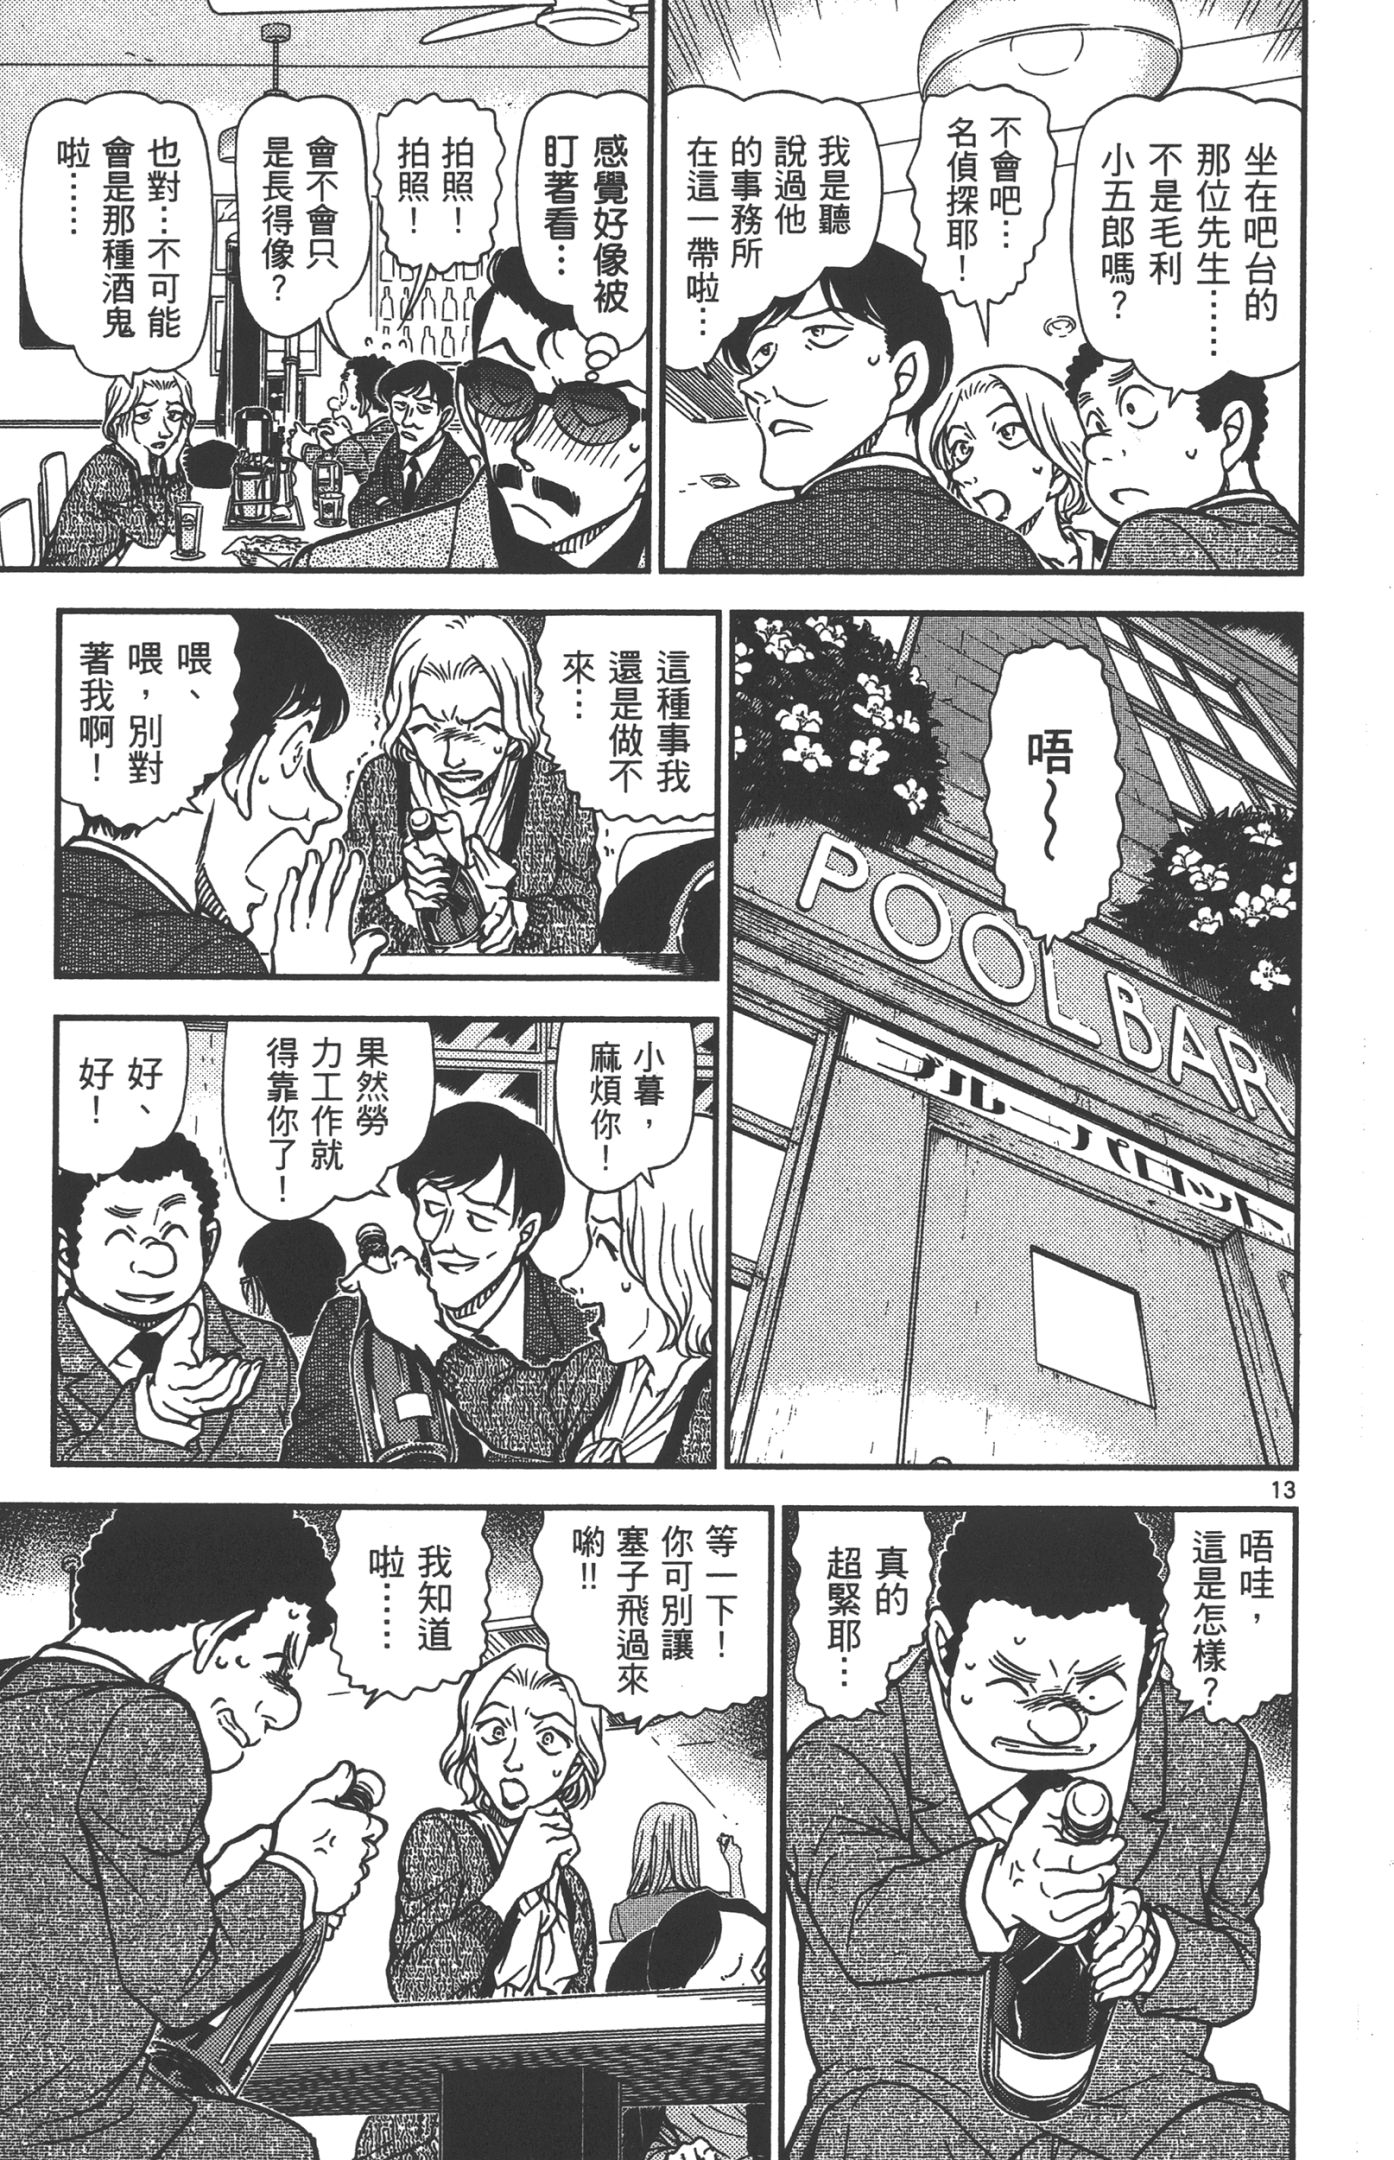 坐在吧台的
那位先生……
不是毛利
小五郎嗎？
不會吧…
名偵探耶！
我是聽
說過他
的事務所
在這一帶啦…
感覺好像被
盯著看…
拍照！
拍照！
會不會只
是長得像？
也對…不可能
會是那種酒鬼
啦……
唔～
POOL BAR
ブルーパロット
這種事我
還是做不
來…
喂、
喂，別對
著我啊！
小暮，
麻煩你！
果然勞
力工作就
得靠你了！
好、
好！
13
唔哇，
這是怎樣？
真的
超緊耶…
等一下！
你可別讓
塞子飛過來
喲!!
我知道
啦……